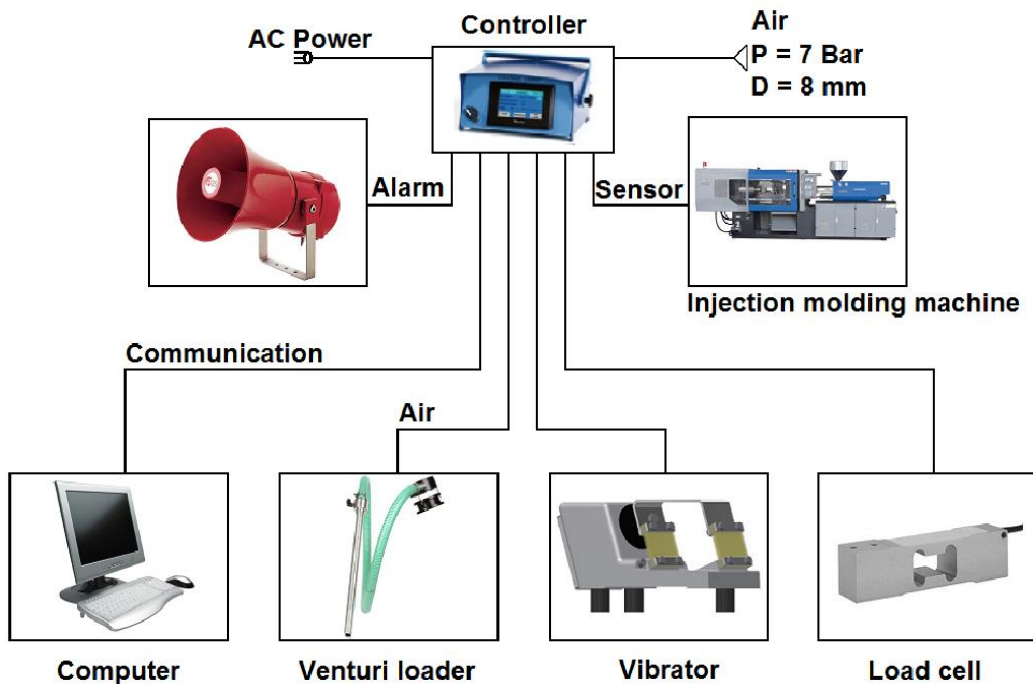 Controller
AC Power
Air
P = 7 Bar
D = 8 mm
Alarm
Sensor
Injection molding machine
Communication
Air
Computer
Venturi loader
Vibrator
Load cell